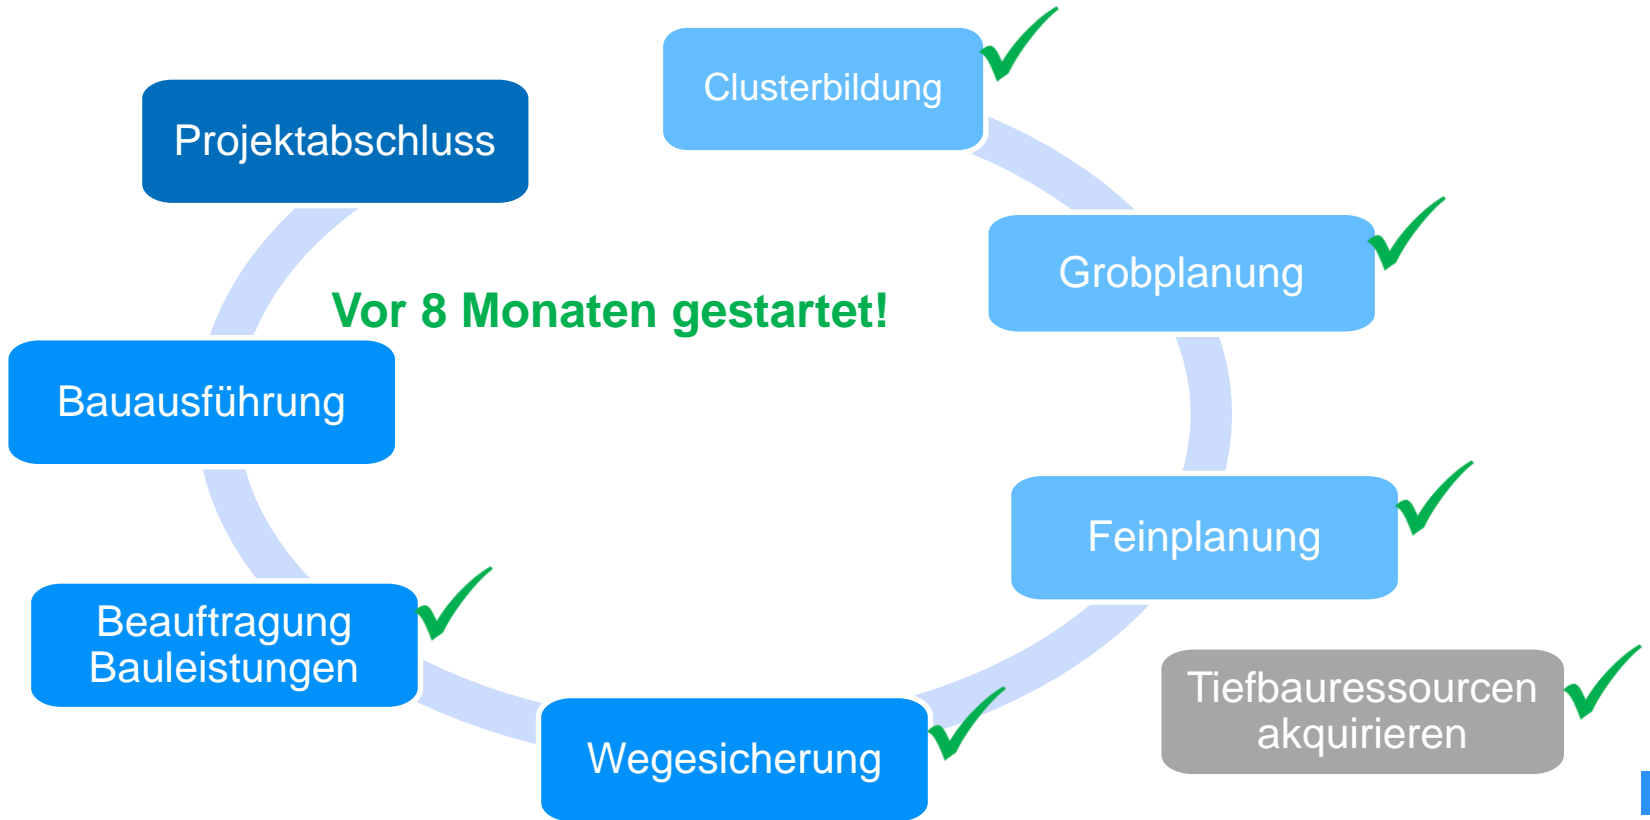 Clusterbildung
Projektabschluss
Grobplanung
Vor 8 Monaten gestartet!
Bauausführung
Feinplanung
Beauftragung
Bauleistungen
Tiefbauressourcen
akquirieren
Wegesicherung